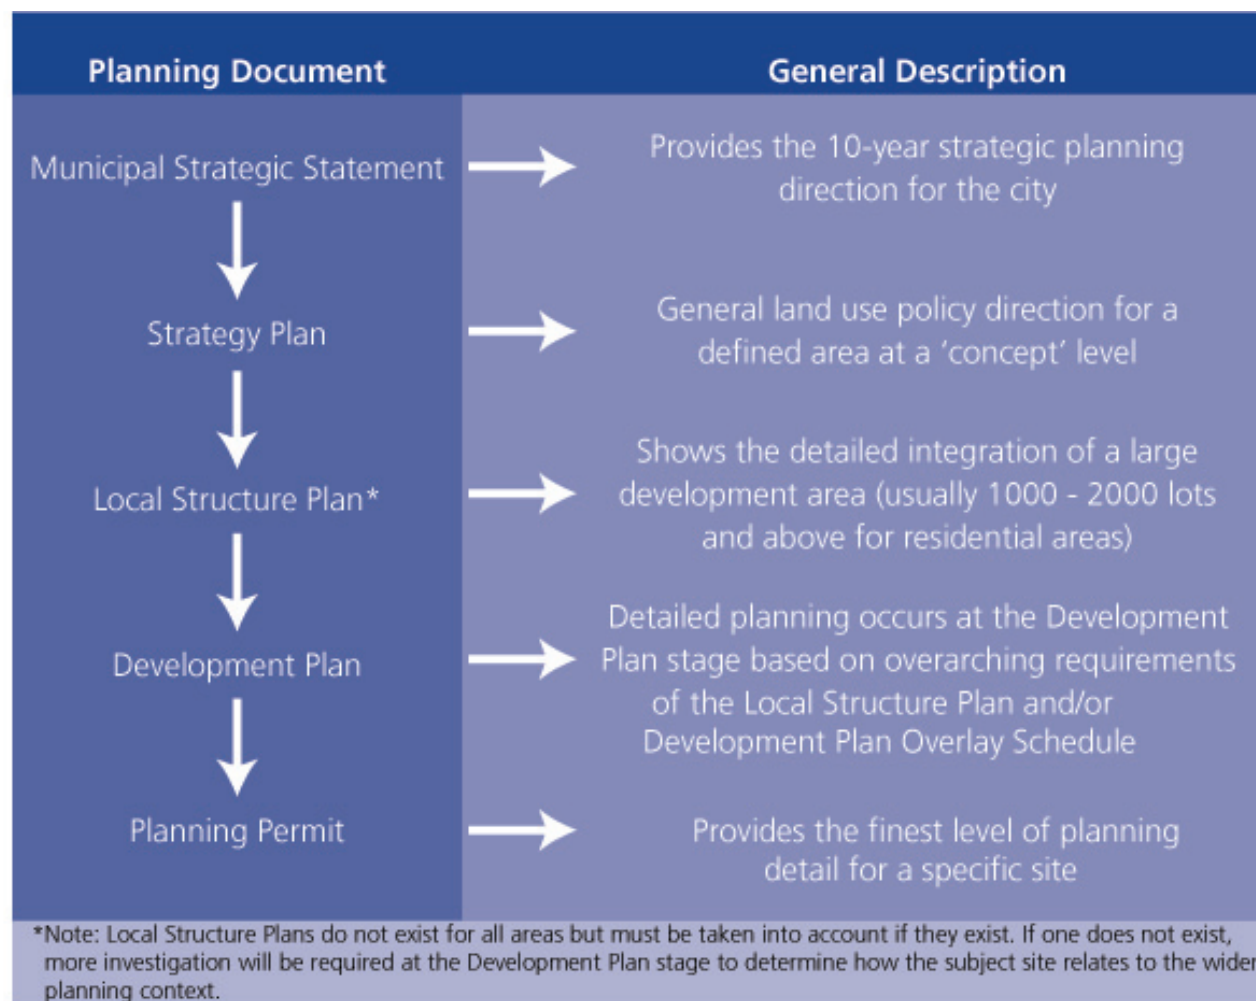 Planning Document
General Description
Municipal Strategic Statement
Provides the 10-year strategic planning
direction for the city
Strategy Plan
General land use policy direction for a
defined area at a ‘concept’ level
Local Structure Plan*
Shows the detailed integration of a large
development area (usually 1000 - 2000 lots
and above for residential areas)
Development Plan
Detailed planning occurs at the Development
Plan stage based on overarching requirements
of the Local Structure Plan and/or
Development Plan Overlay Schedule
Planning Permit
Provides the finest level of planning
detail for a specific site
*Note: Local Structure Plans do not exist for all areas but must be taken into account if they exist. If one does not exist,
more investigation will be required at the Development Plan stage to determine how the subject site relates to the wider
planning context.